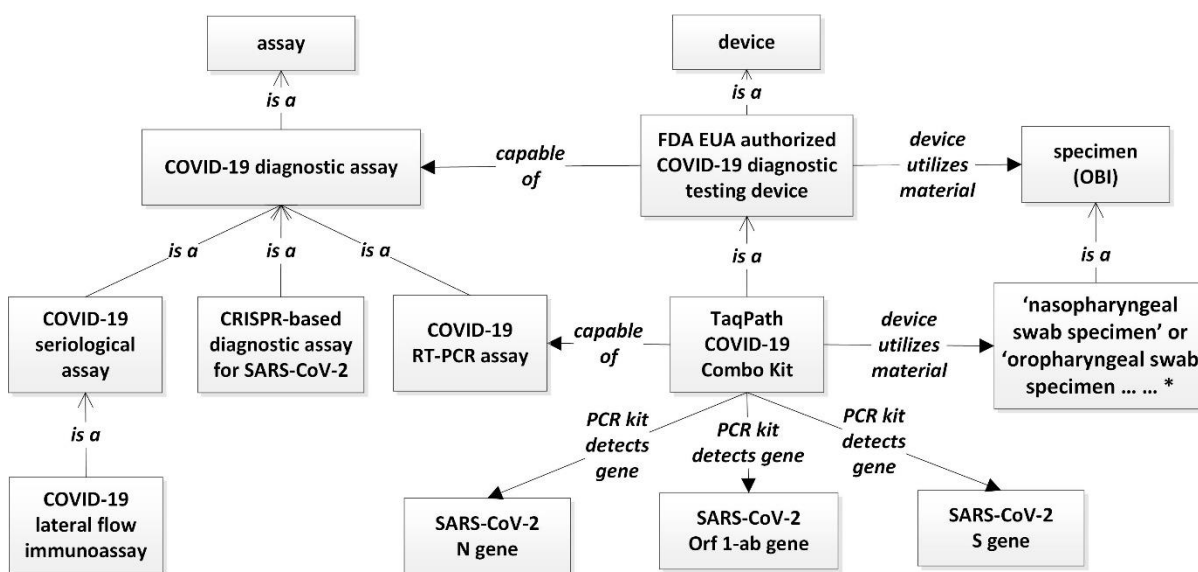 assay
device
is a
is a
COVID-19 diagnostic assay
capable
of
FDA EUA authorized
COVID-19 diagnostic
testing device
device
utilizes
material
specimen
(OBI)
is a
is a
is a
is a
is a
COVID-19
seriological
assay
CRISPR-based
diagnostic assay
for SARS-CoV-2
COVID-19
RT-PCR assay
capable
of
TaqPath
COVID-19
Combo Kit
device
utilizes
material
‘nasopharyngeal
swab specimen’ or
‘oropharyngeal swab
specimen … … *
is a
PCR kit
detects
gene
PCR kit
detects gene
PCR kit
detects
gene
COVID-19
lateral flow
immunoassay
SARS-CoV-2
N gene
SARS-CoV-2
Orf 1-ab gene
SARS-CoV-2
S gene